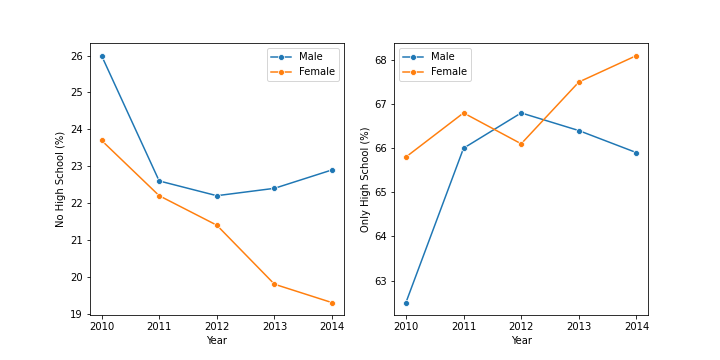 Male
Female
26
25
24
23
22
21
20
19
No High School (%)
2010 2011 2012 2013 2014
Year
Male
Female
68
67
66
65
64
63
Only High School (%)
2010 2011 2012 2013 2014
Year